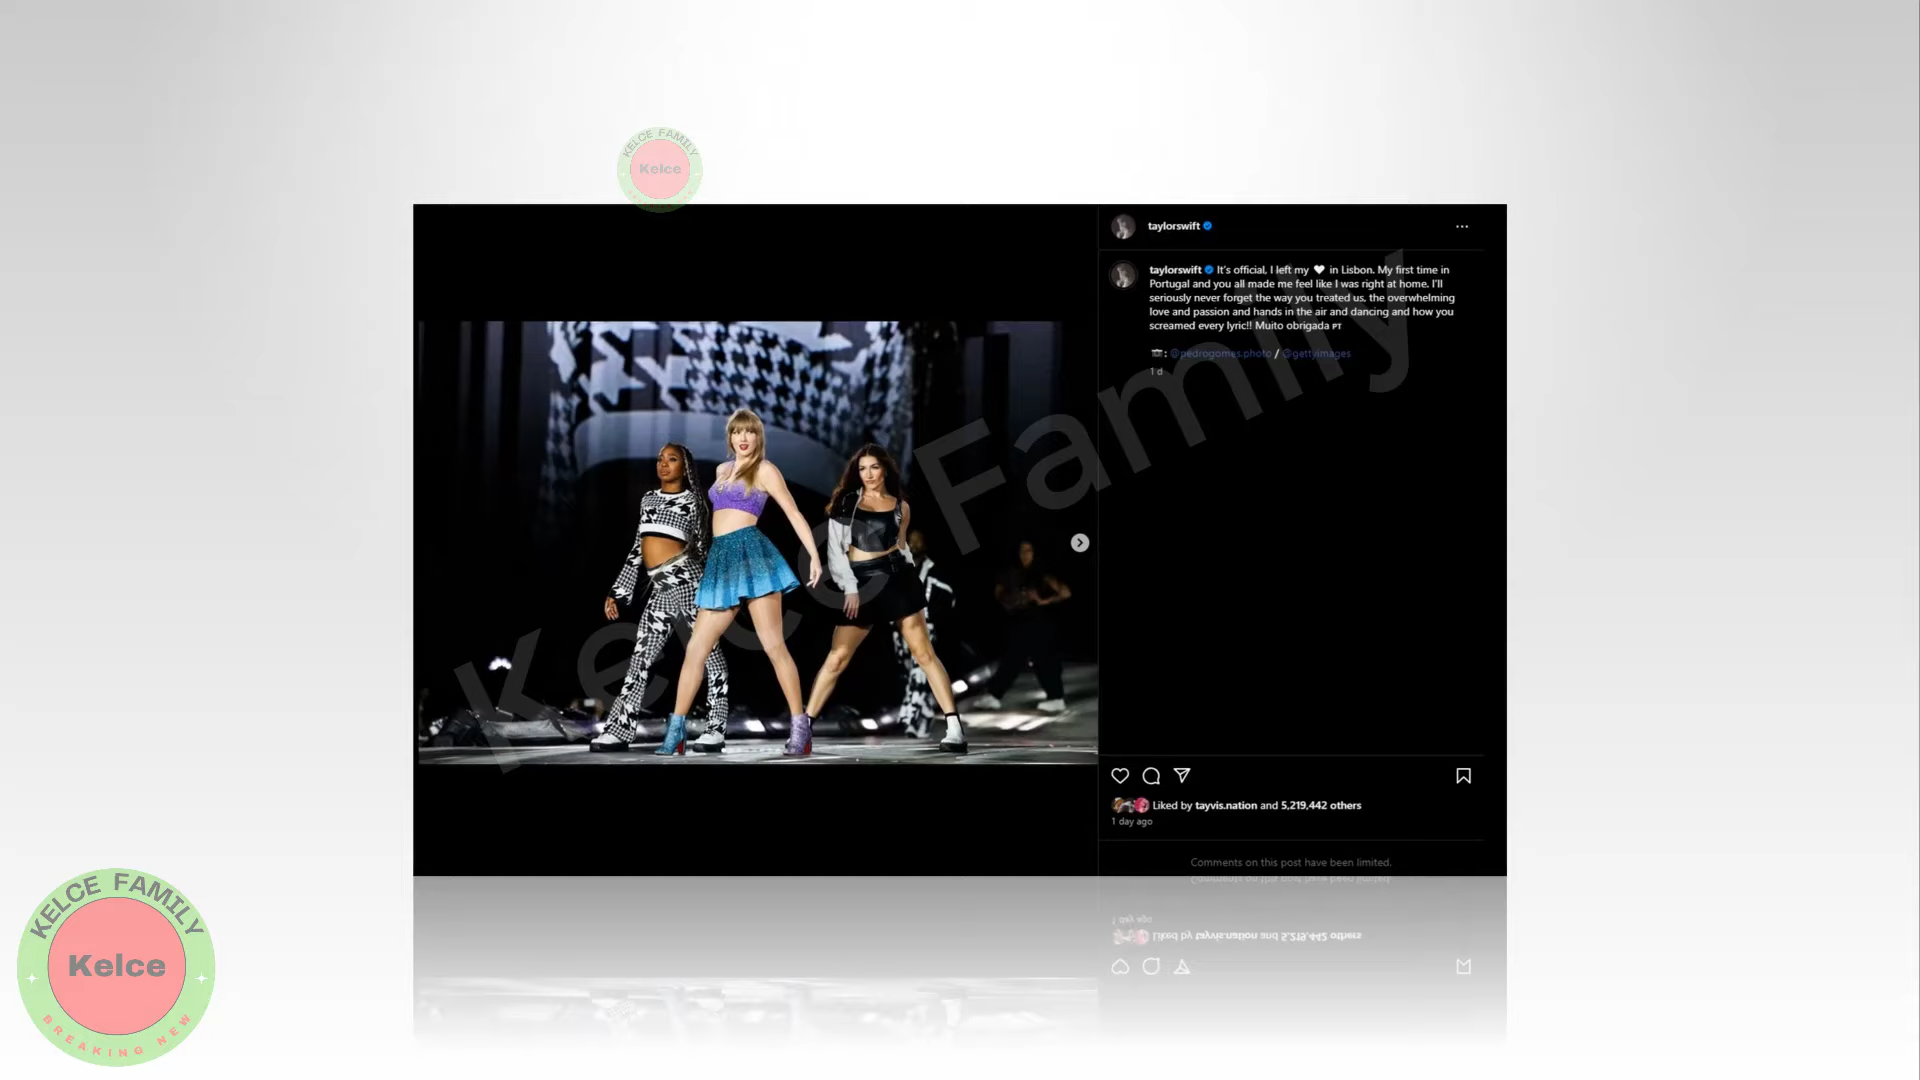 KELCE FAMILY
Kelce
taylorswift
taylorswift It's official, I left my 🤍 in Lisbon. My first time in
Portugal and you all made me feel like I was right at home. I'll
seriously never forget the way you treated us, the overwhelming
love and passion and hands in the air and dancing and how you
screamed every lyric!! Muito obrigada PT
📷: @pedrogomes.photo / @gettyimages
1 d
Kelce Family
Liked by tayvis.nation and 5,219,442 others
1 day ago
Comments on this post have been limited.
KELCE FAMILY
Kelce
BREAKING NEW